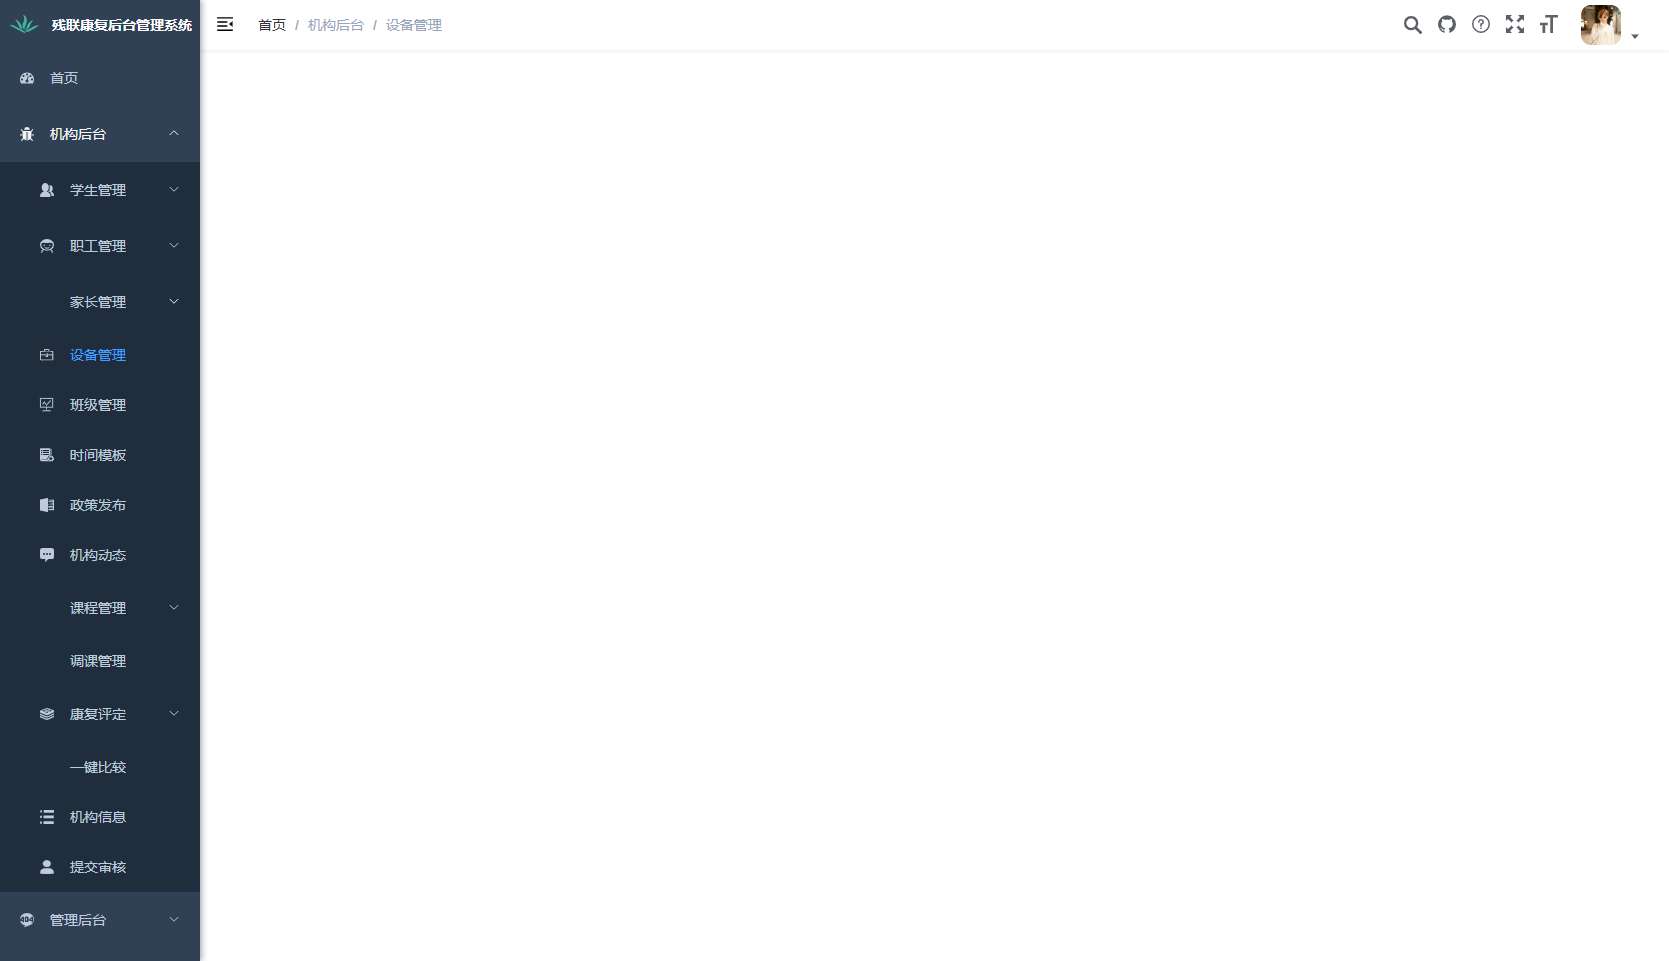 残联康复后台管理系统
首页 / 机构后台 / 设备管理
首页
机构后台
学生管理
职工管理
家长管理
设备管理
班级管理
时间模板
政策发布
机构动态
课程管理
调课管理
康复评定
一键比较
机构信息
提交审核
管理后台